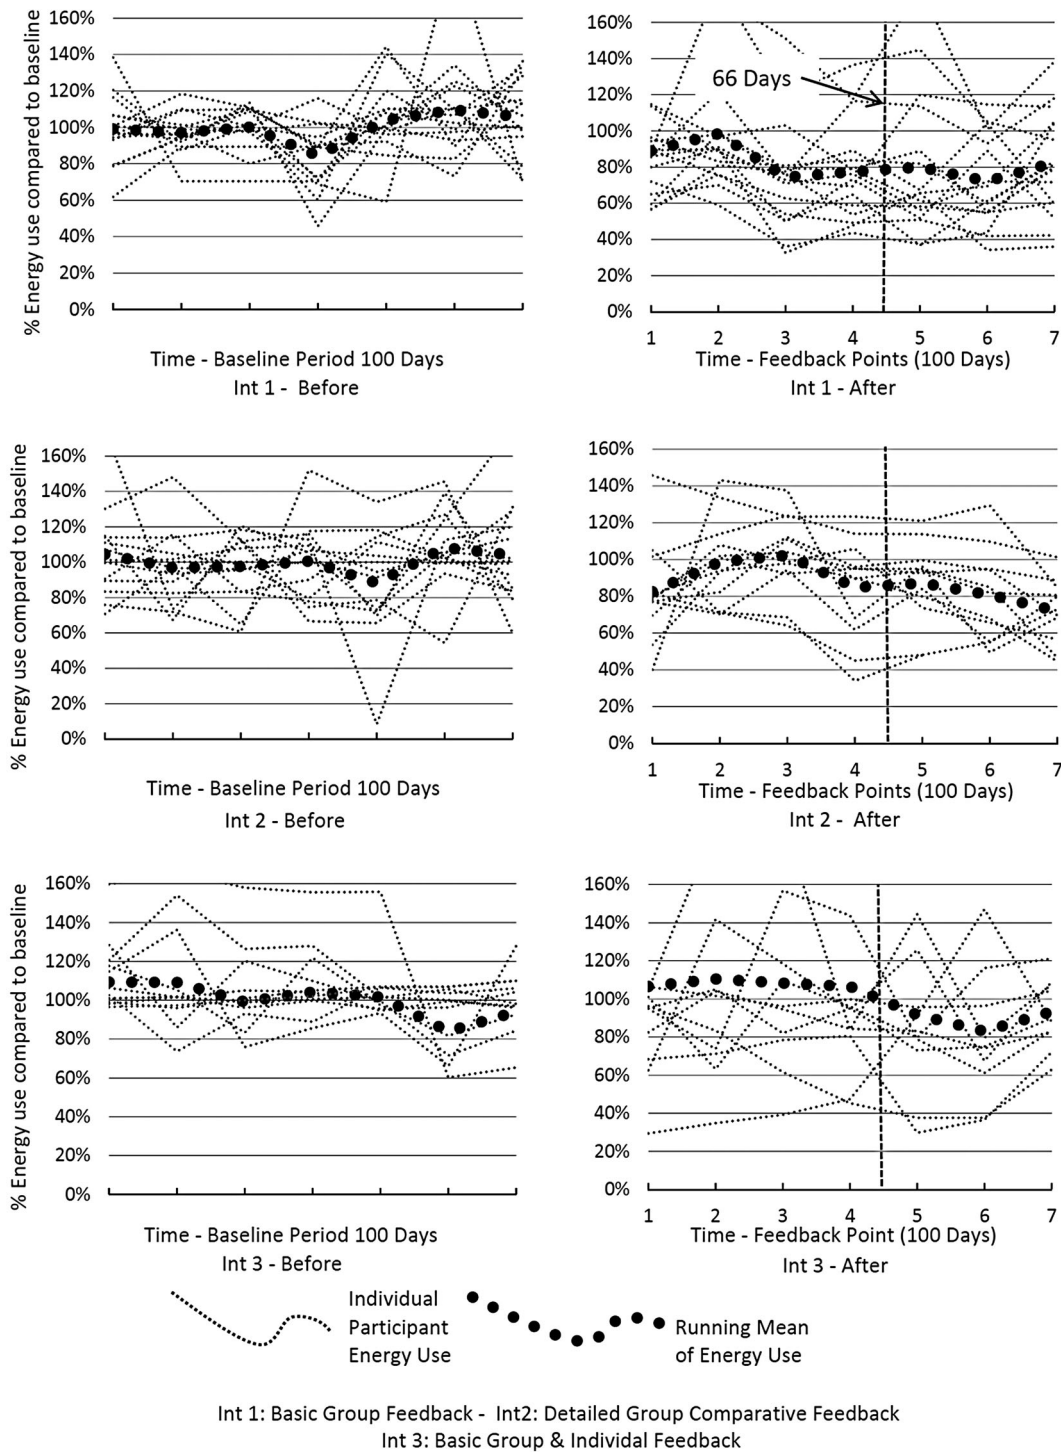 % Energy use compared to baseline
160%
140%
120%
100%
80%
60%
40%
20%
0%
Time - Baseline Period 100 Days
Int 1 - Before
160%
140%
120%
100%
80%
60%
40%
20%
0%
66 Days
1 2 3 4 5 6 7
Time - Feedback Points (100 Days)
Int 1 - After
% Energy use compared to baseline
160%
140%
120%
100%
80%
60%
40%
20%
0%
Time - Baseline Period 100 Days
Int 2 - Before
160%
140%
120%
100%
80%
60%
40%
20%
0%
1 2 3 4 5 6 7
Time - Feedback Points (100 Days)
Int 2 - After
% Energy use compared to baseline
160%
140%
120%
100%
80%
60%
40%
20%
0%
Time - Baseline Period 100 Days
Int 3 - Before
160%
140%
120%
100%
80%
60%
40%
20%
0%
1 2 3 4 5 6 7
Time - Feedback Point (100 Days)
Int 3 - After
Individual
Participant
Energy Use
Running Mean
of Energy Use
Int 1: Basic Group Feedback - Int2: Detailed Group Comparative Feedback
Int 3: Basic Group & Individal Feedback